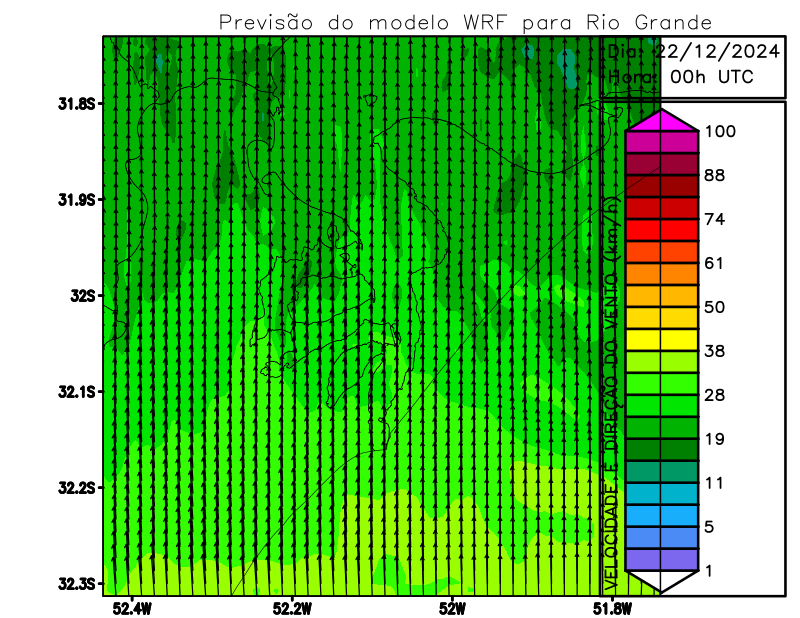 Previsão do modelo WRF para Rio Grande
Dia: 22/12/2024
Hora: 00h UTC
31.8S
31.9S
32S
32.1S
32.2S
32.3S
52.4W
52.2W
52W
51.8W
VELOCIDADE E DIREÇÃO DO VENTO (km/h)
100
88
74
61
50
38
28
19
11
5
1